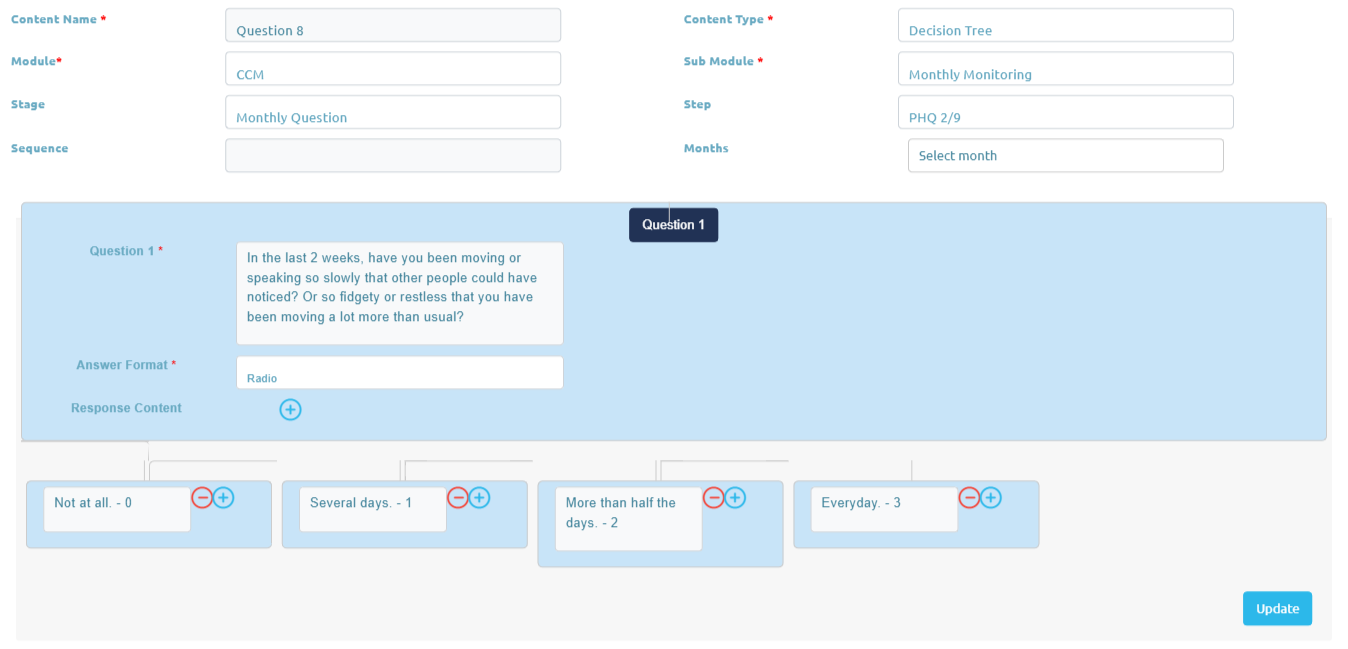 Content Name *
Question 8
Content Type *
Decision Tree
Module*
CCM
Sub Module *
Monthly Monitoring
Stage
Monthly Question
Step
PHQ 2/9
Sequence
Months
Select month
Question 1
Question 1 *
In the last 2 weeks, have you been moving or
speaking so slowly that other people could have
noticed? Or so fidgety or restless that you have
been moving a lot more than usual?
Answer Format *
Radio
Response Content
Not at all. - 0
Several days. - 1
More than half the
days. - 2
Everyday. - 3
Update